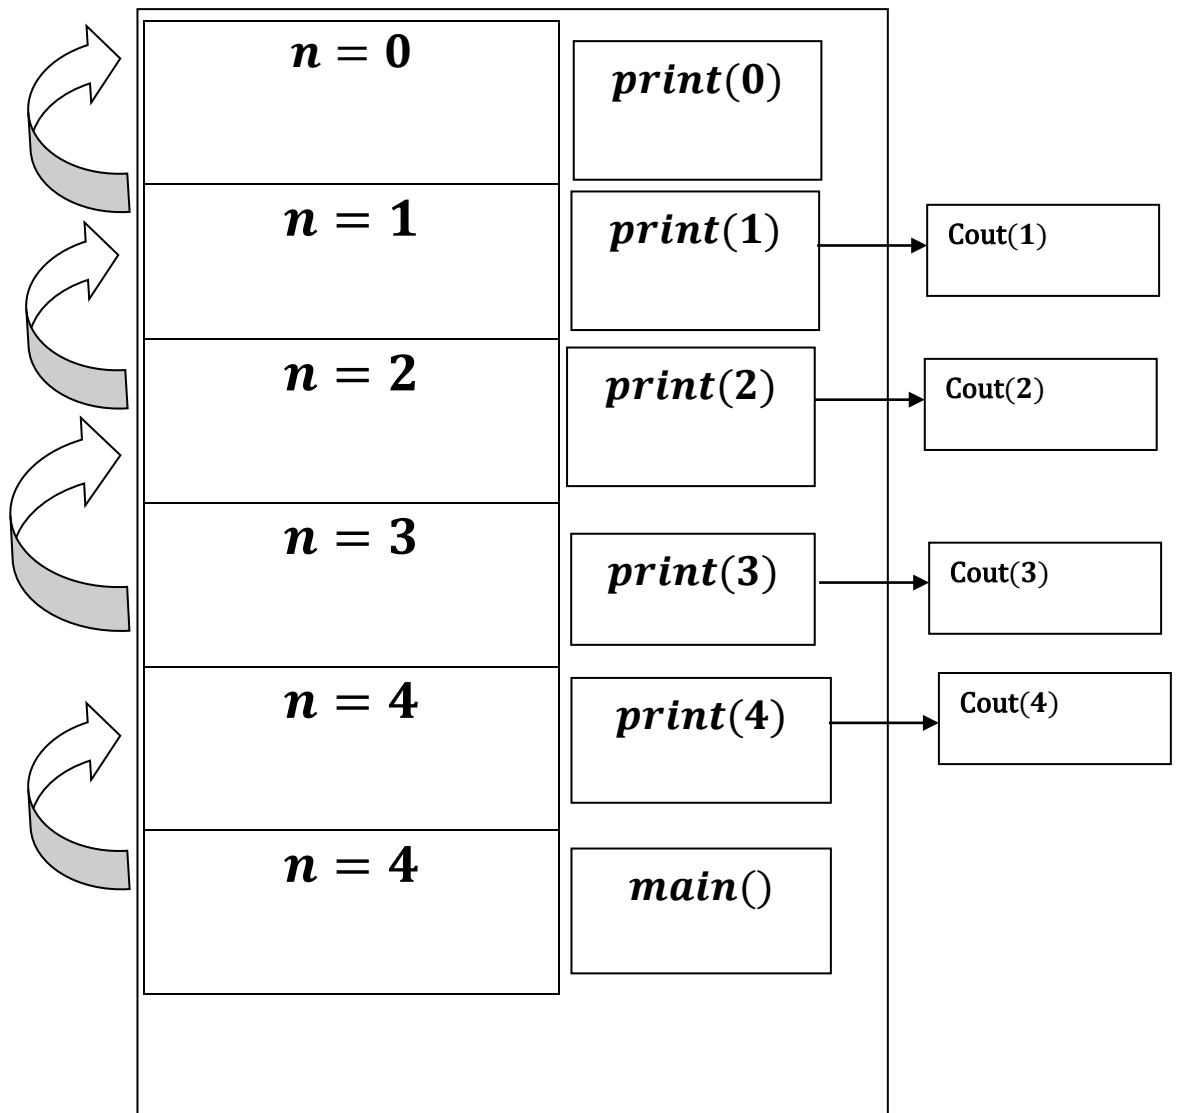 n = 0
print(0)
n = 1
print(1)
Cout(1)
n = 2
print(2)
Cout(2)
n = 3
print(3)
Cout(3)
n = 4
print(4)
Cout(4)
n = 4
main()